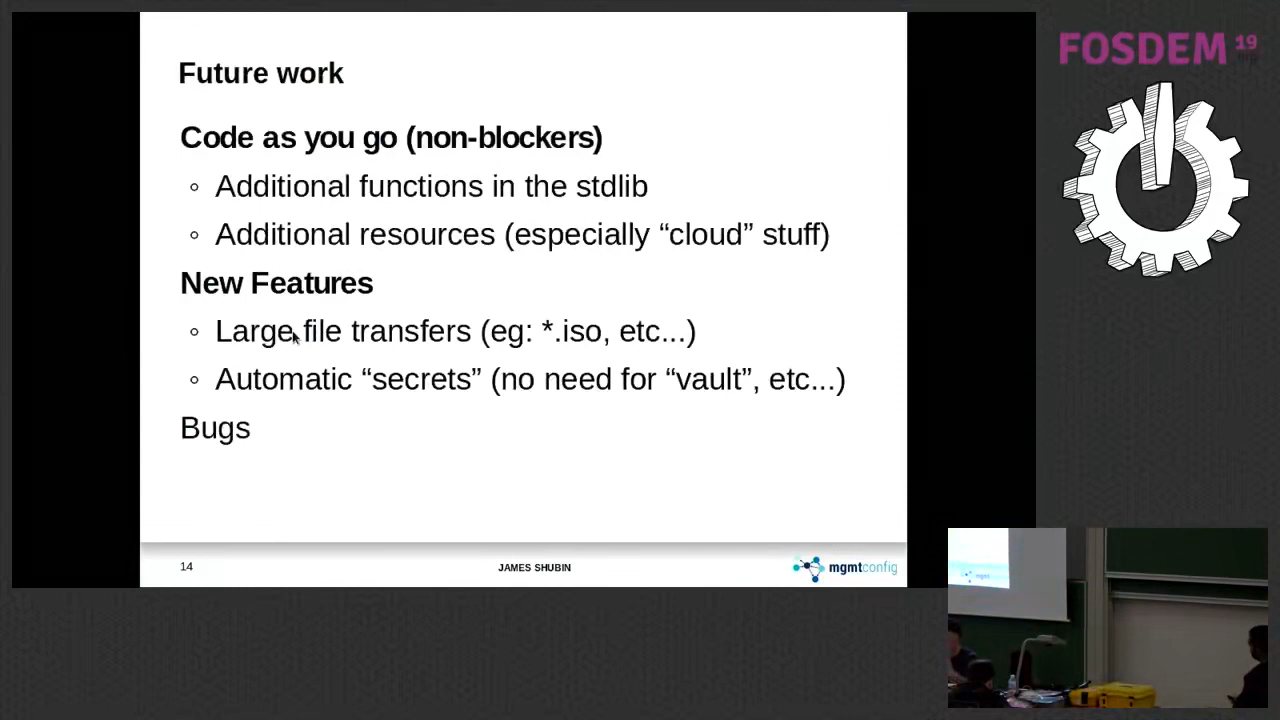 Future work
Code as you go (non-blockers)
◦ Additional functions in the stdlib
◦ Additional resources (especially “cloud” stuff)
New Features
◦ Large file transfers (eg: *.iso, etc...)
◦ Automatic “secrets” (no need for “vault”, etc...)
Bugs
14
JAMES SHUBIN
mgmtconfig
FOSDEM 19
.org
mgmt